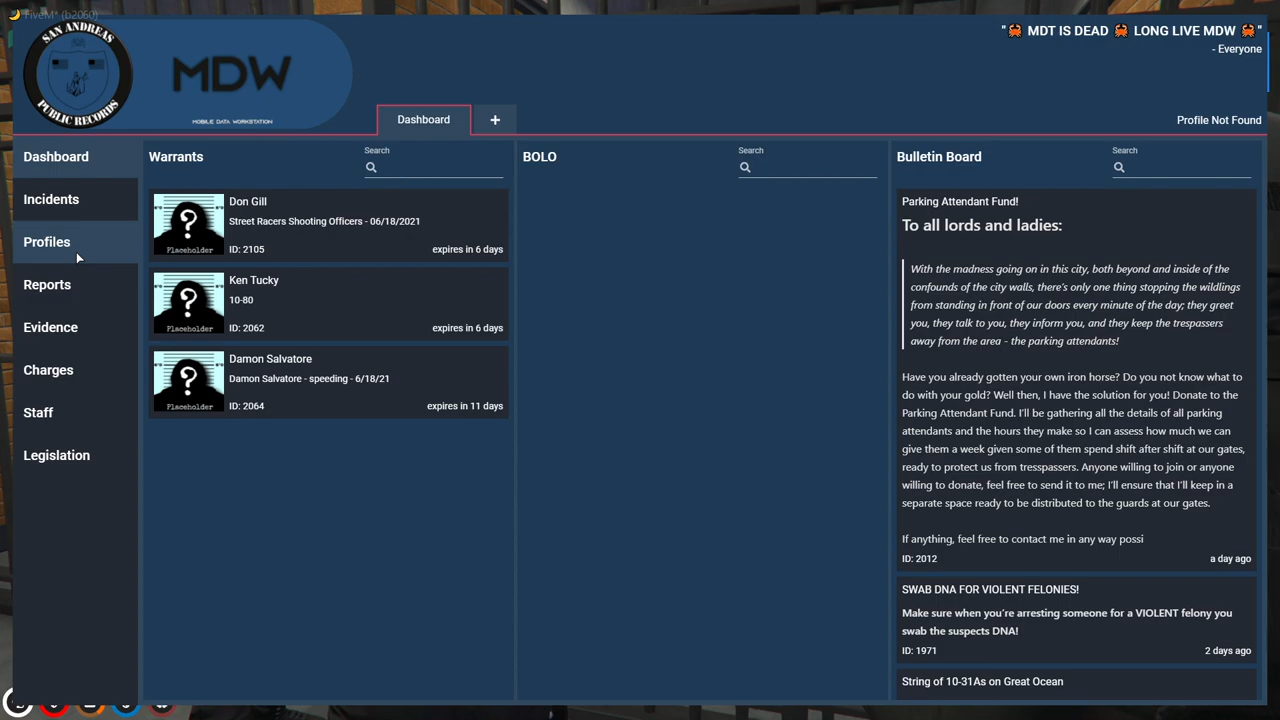 FiveM* (b2060)
SAN ANDREAS
PUBLIC RECORDS
MDW
MOBILE DATA WORKSTATION
"🦀 MDT IS DEAD 🦀 LONG LIVE MDW 🦀"
- Everyone
Dashboard
+
Profile Not Found
Dashboard
Incidents
Profiles
Reports
Evidence
Charges
Staff
Legislation
Warrants
Search
Placeholder
Don Gill
Street Racers Shooting Officers - 06/18/2021
ID: 2105
expires in 6 days
Placeholder
Ken Tucky
10-80
ID: 2062
expires in 6 days
Placeholder
Damon Salvatore
Damon Salvatore - speeding - 6/18/21
ID: 2064
expires in 11 days
BOLO
Search
Bulletin Board
Search
Parking Attendant Fund!
To all lords and ladies:
With the madness going on in this city, both beyond and inside of the
confounds of the city walls, there's only one thing stopping the wildlings
from standing in front of our doors every minute of the day; they greet
you, they talk to you, they inform you, and they keep the trespassers
away from the area - the parking attendants!
Have you already gotten your own iron horse? Do you not know what to
do with your gold? Well then, I have the solution for you! Donate to the
Parking Attendant Fund. I'll be gathering all the details of all parking
attendants and the hours they make so I can assess how much we can
give them a week given some of them spend shift after shift at our gates,
ready to protect us from tresspassers. Anyone willing to join or anyone
willing to donate, feel free to send it to me; I'll ensure that I'll keep in a
separate space ready to be distributed to the guards at our gates.
If anything, feel free to contact me in any way possi
ID: 2012
a day ago
SWAB DNA FOR VIOLENT FELONIES!
Make sure when you're arresting someone for a VIOLENT felony you
swab the suspects DNA!
ID: 1971
2 days ago
String of 10-31As on Great Ocean